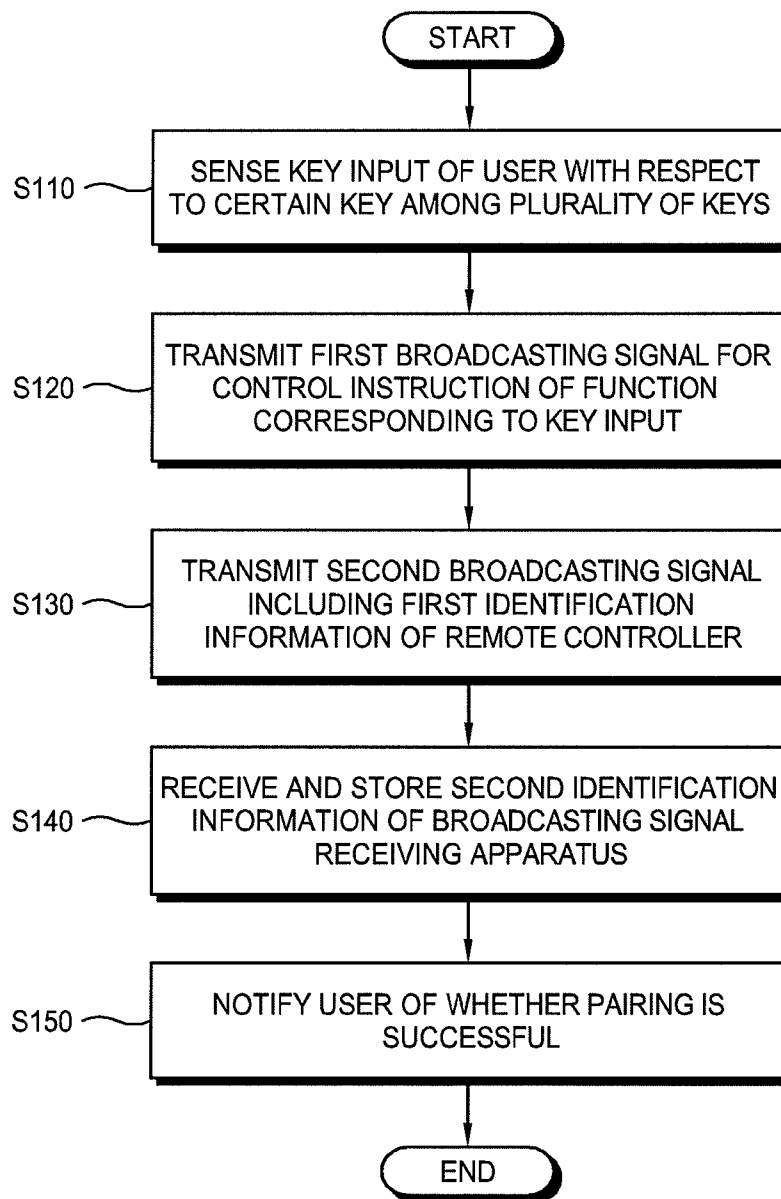 START
S110
SENSE KEY INPUT OF USER WITH RESPECT
TO CERTAIN KEY AMONG PLURALITY OF KEYS
S120
TRANSMIT FIRST BROADCASTING SIGNAL FOR
CONTROL INSTRUCTION OF FUNCTION
CORRESPONDING TO KEY INPUT
S130
TRANSMIT SECOND BROADCASTING SIGNAL
INCLUDING FIRST IDENTIFICATION
INFORMATION OF REMOTE CONTROLLER
S140
RECEIVE AND STORE SECOND IDENTIFICATION
INFORMATION OF BROADCASTING SIGNAL
RECEIVING APPARATUS
S150
NOTIFY USER OF WHETHER PAIRING IS
SUCCESSFUL
END